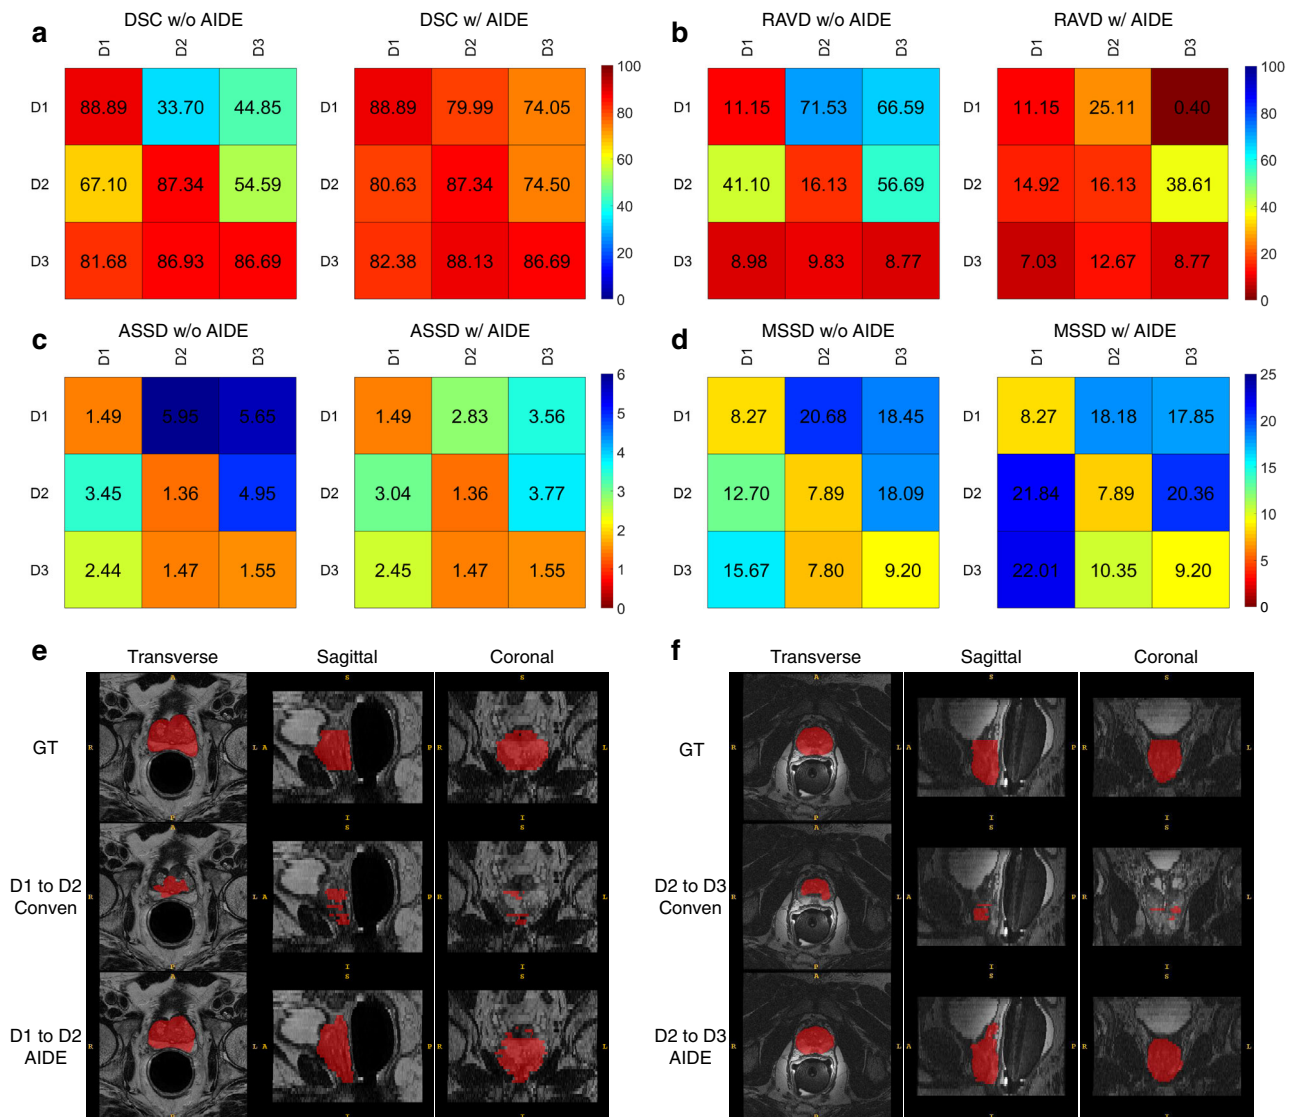 a
DSC w/o AIDE
DSC w/ AIDE
D1 D2 D3
D1 D2 D3
D1 88.89 33.70 44.85
D1 88.89 79.99 74.05
D2 67.10 87.34 54.59
D2 80.63 87.34 74.50
D3 81.68 86.93 86.69
D3 82.38 88.13 86.69
100
80
60
40
20
0
b
RAVD w/o AIDE
RAVD w/ AIDE
D1 D2 D3
D1 D2 D3
D1 11.15 71.53 66.59
D1 11.15 25.11 0.40
D2 41.10 16.13 56.69
D2 14.92 16.13 38.61
D3 8.98 9.83 8.77
D3 7.03 12.67 8.77
100
80
60
40
20
0
c
ASSD w/o AIDE
ASSD w/ AIDE
D1 D2 D3
D1 D2 D3
D1 1.49 5.95 5.65
D1 1.49 2.83 3.56
D2 3.45 1.36 4.95
D2 3.04 1.36 3.77
D3 2.44 1.47 1.55
D3 2.45 1.47 1.55
6
5
4
3
2
1
0
d
MSSD w/o AIDE
MSSD w/ AIDE
D1 D2 D3
D1 D2 D3
D1 8.27 20.68 18.45
D1 8.27 18.18 17.85
D2 12.70 7.89 18.09
D2 21.84 7.89 20.36
D3 15.67 7.80 9.20
D3 22.01 10.35 9.20
25
20
15
10
5
0
e
Transverse Sagittal Coronal
A S S
GT
R L A P R L
P I I
A S S
D1 to D2
Conven
R L A P R L
P I I
A S S
D1 to D2
AIDE
R L A P R L
P I I
f
Transverse Sagittal Coronal
A S S
GT
R L A P R L
P I I
A S S
D2 to D3
Conven
R L A P R L
P I I
A S S
D2 to D3
AIDE
R L A P R L
P I I